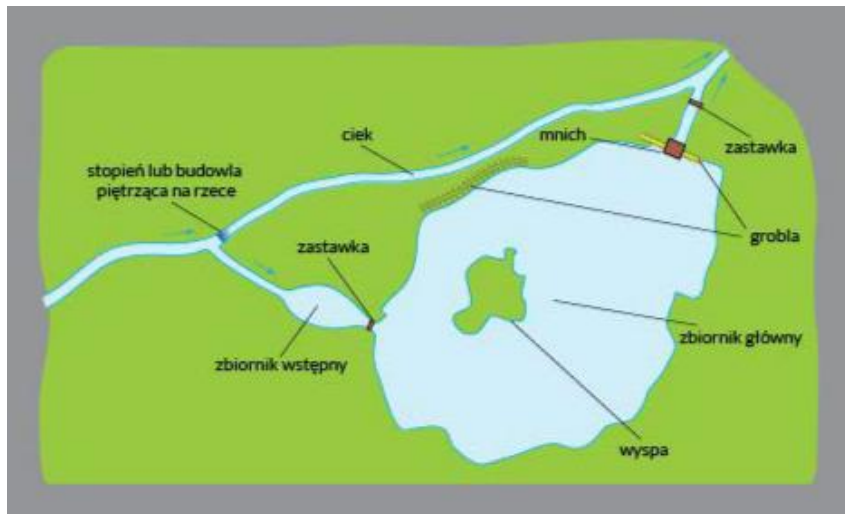 ciek
mnich
zastawka
stopień lub budowla
piętrząca na rzece
grobla
zastawka
zbiornik główny
zbiornik wstępny
wyspa